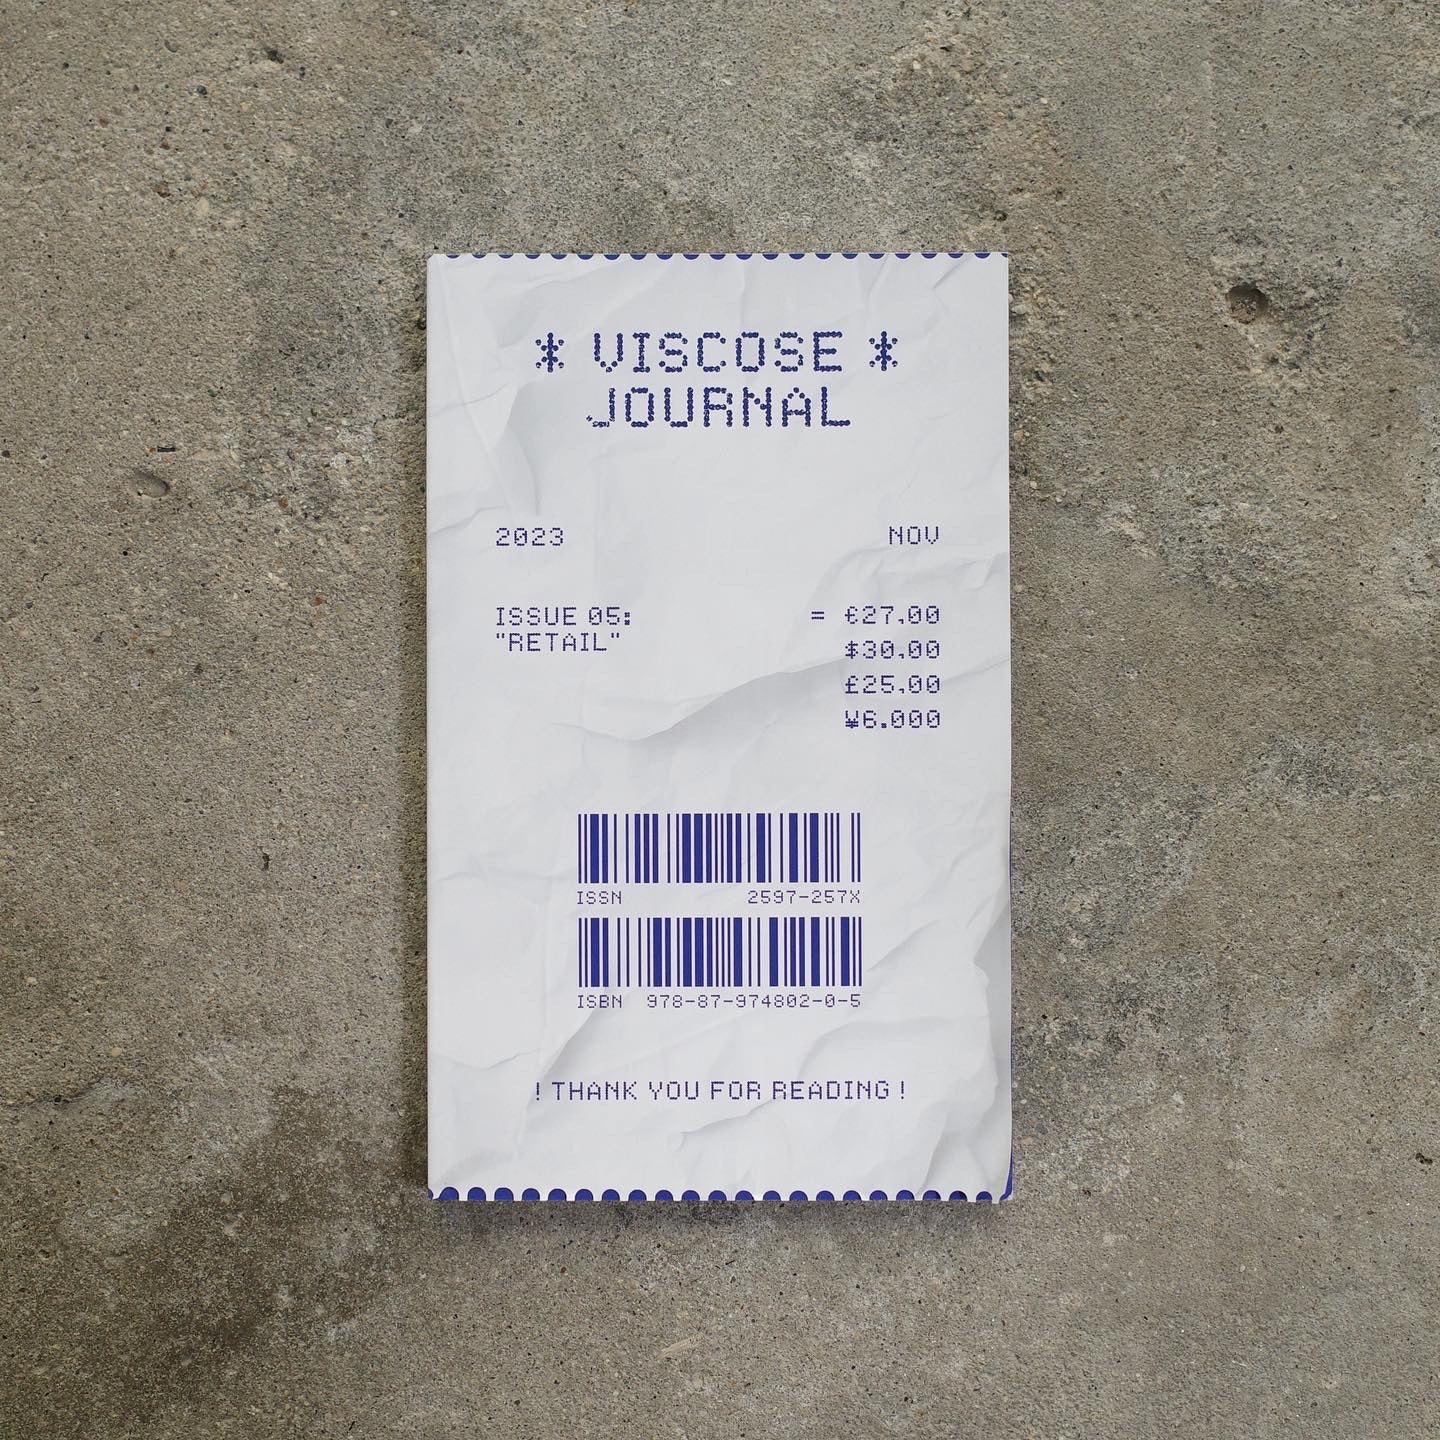 * VISCOSE *
JOURNAL
2023 NOV
ISSUE 05: = €27,00
"RETAIL"
$30,00
£25,00
¥6.000
ISSN 2597-257X
ISBN 978-87-974802-0-5
! THANK YOU FOR READING !